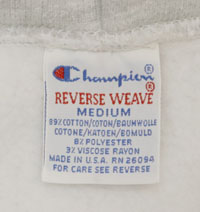 Champion®
REVERSE WEAVE®
MEDIUM
89% COTTON/COTON/BAUMWOLLE
COTONE/KATOEN/BOMULD
8% POLYESTER
3% VISCOSE RAYON
MADE IN U.S.A. RN 26094
FOR CARE SEE REVERSE